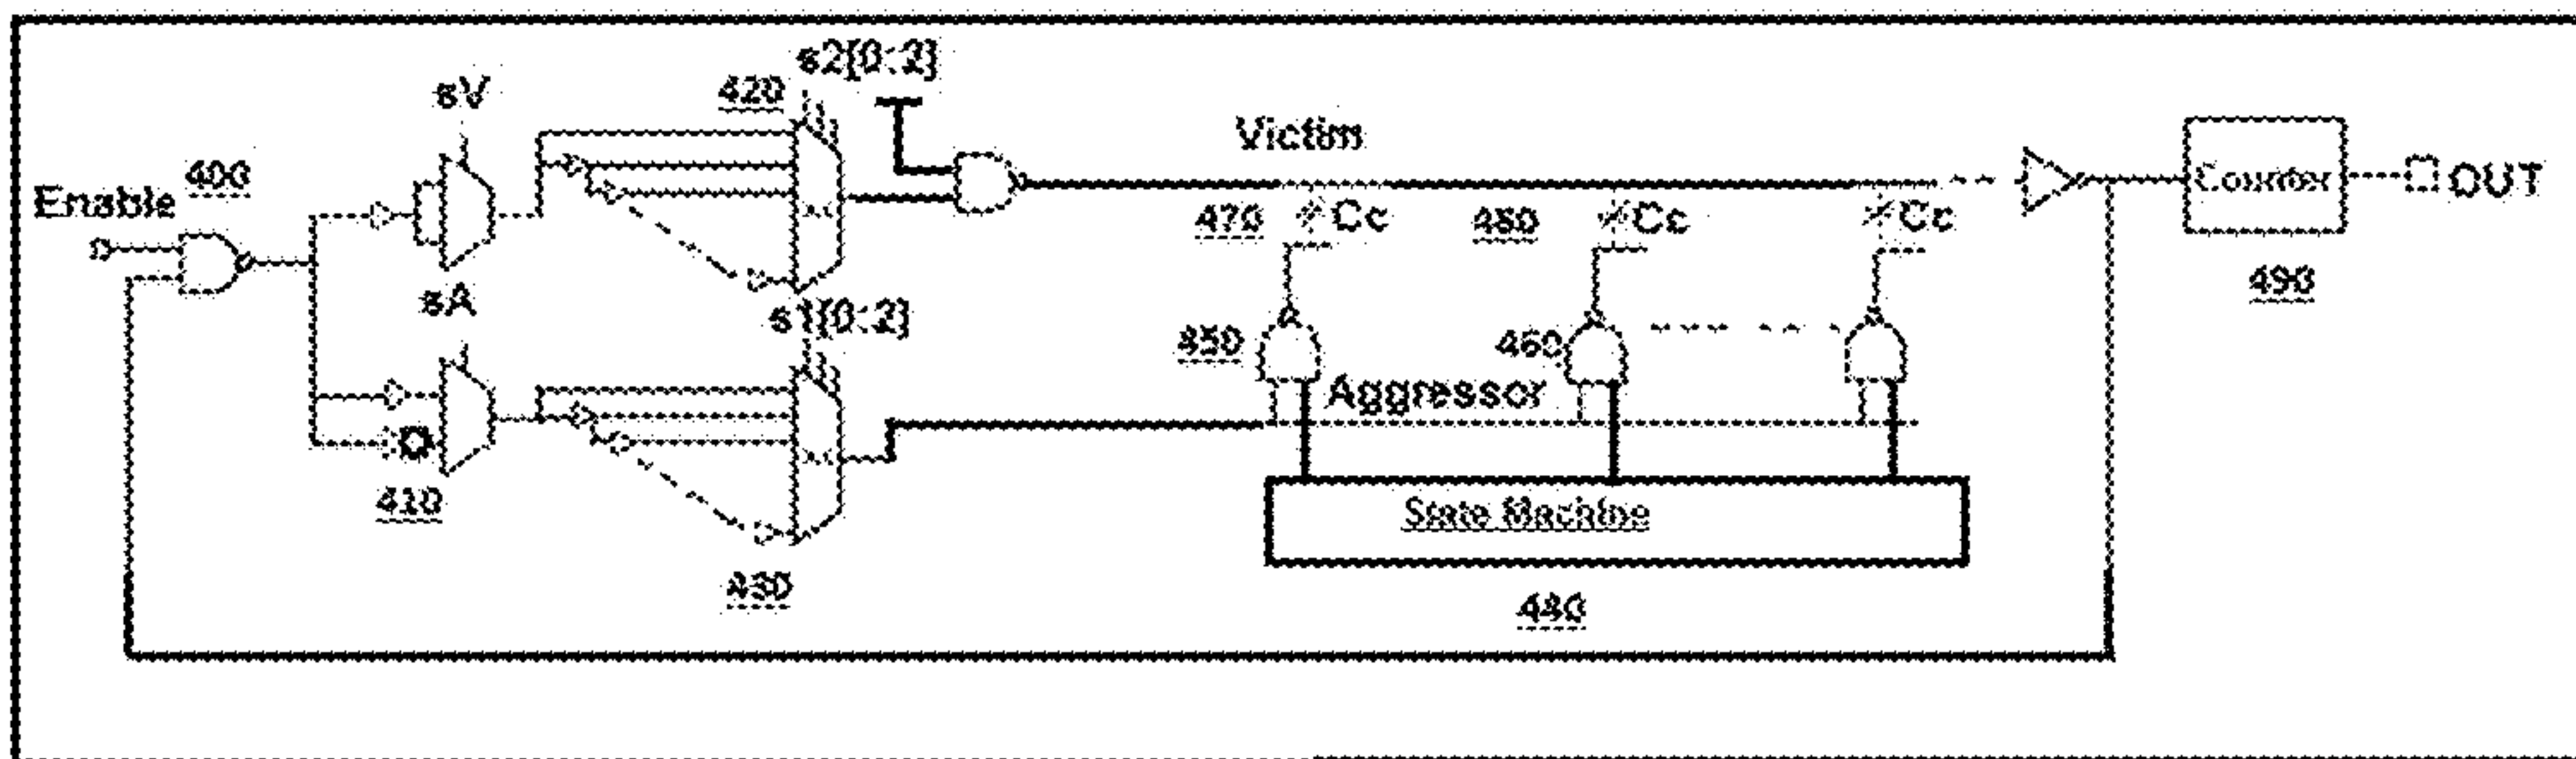 s2[0:2]
sV
420
Victim
400
Enable
Counter
OUT
470
Cc
480
Cc
Cc
490
sA
s1[0:2]
450
460
Aggressor
410
State Machine
430
440